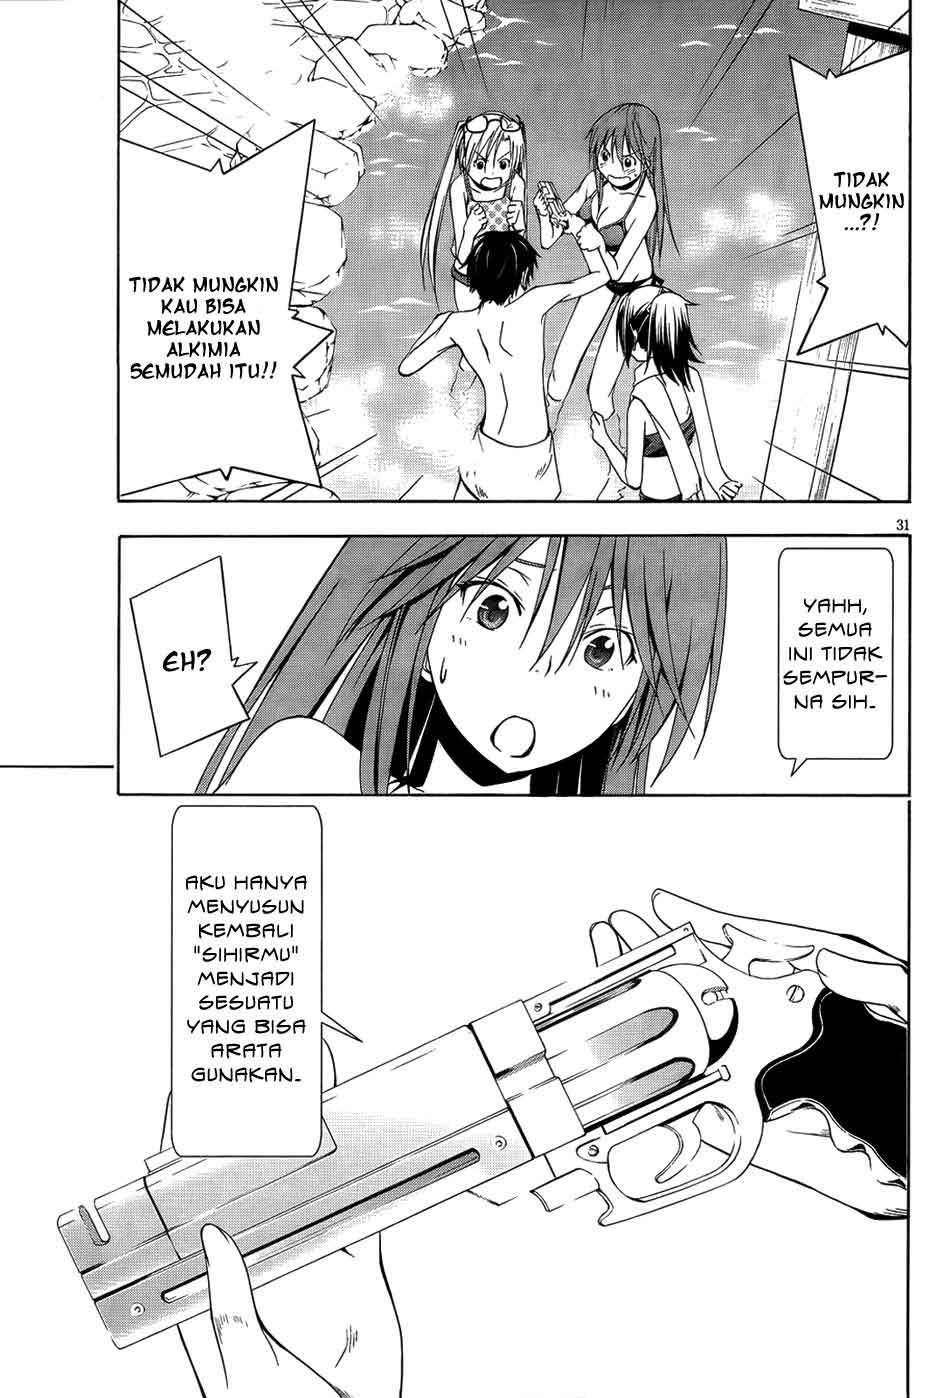 TIDAK
MUNGKIN
...?!
TIDAK MUNGKIN
KAU BISA
MELAKUKAN
ALKIMIA
SEMUDAH ITU!!
31
YAHH,
SEMUA
INI TIDAK
SEMPUR-
NA SIH.
EH?
AKU HANYA
MENYUSUN
KEMBALI
"SIHIRMU"
MENJADI
SESUATU
YANG BISA
ARATA
GUNAKAN.